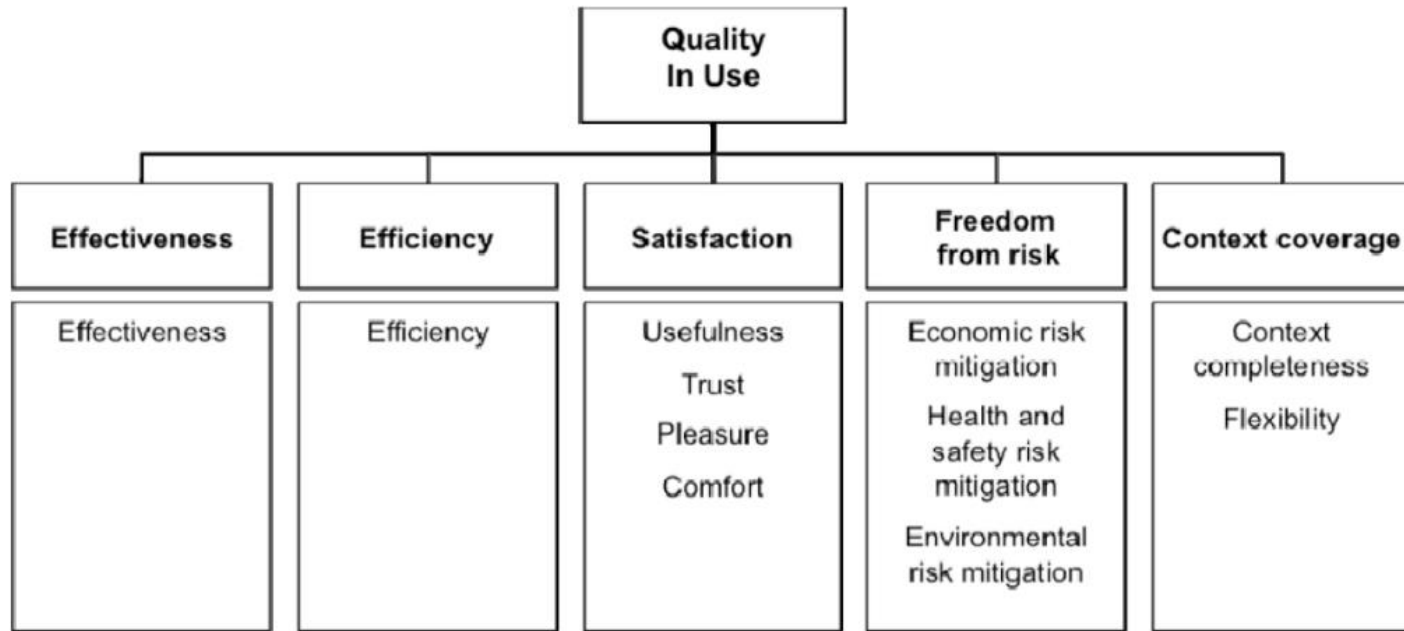 Quality
In Use
Effectiveness
Efficiency
Satisfaction
Freedom
from risk
Context coverage
Effectiveness
Efficiency
Usefulness
Trust
Pleasure
Comfort
Economic risk
mitigation
Health and
safety risk
mitigation
Environmental
risk mitigation
Context
completeness
Flexibility